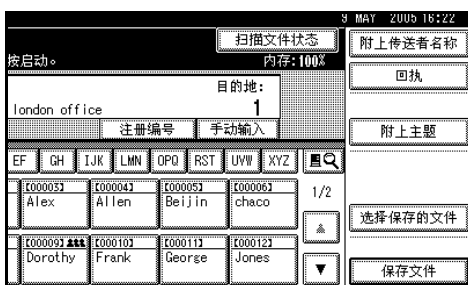 9 MAY 2005 16:22
扫描文件状态
附上传送者名称
按启动。
内存:100%
回执
目的地:
london office
1
注册编号
手动输入
附上主题
EF GH IJK LMN OPQ RST UVW XYZ
[00003] [00004] [00005] [00006]
Alex Allen Beijin chaco
1/2
选择保存的文件
[00009] [00010] [00011] [00012]
Dorothy Frank George Jones
保存文件